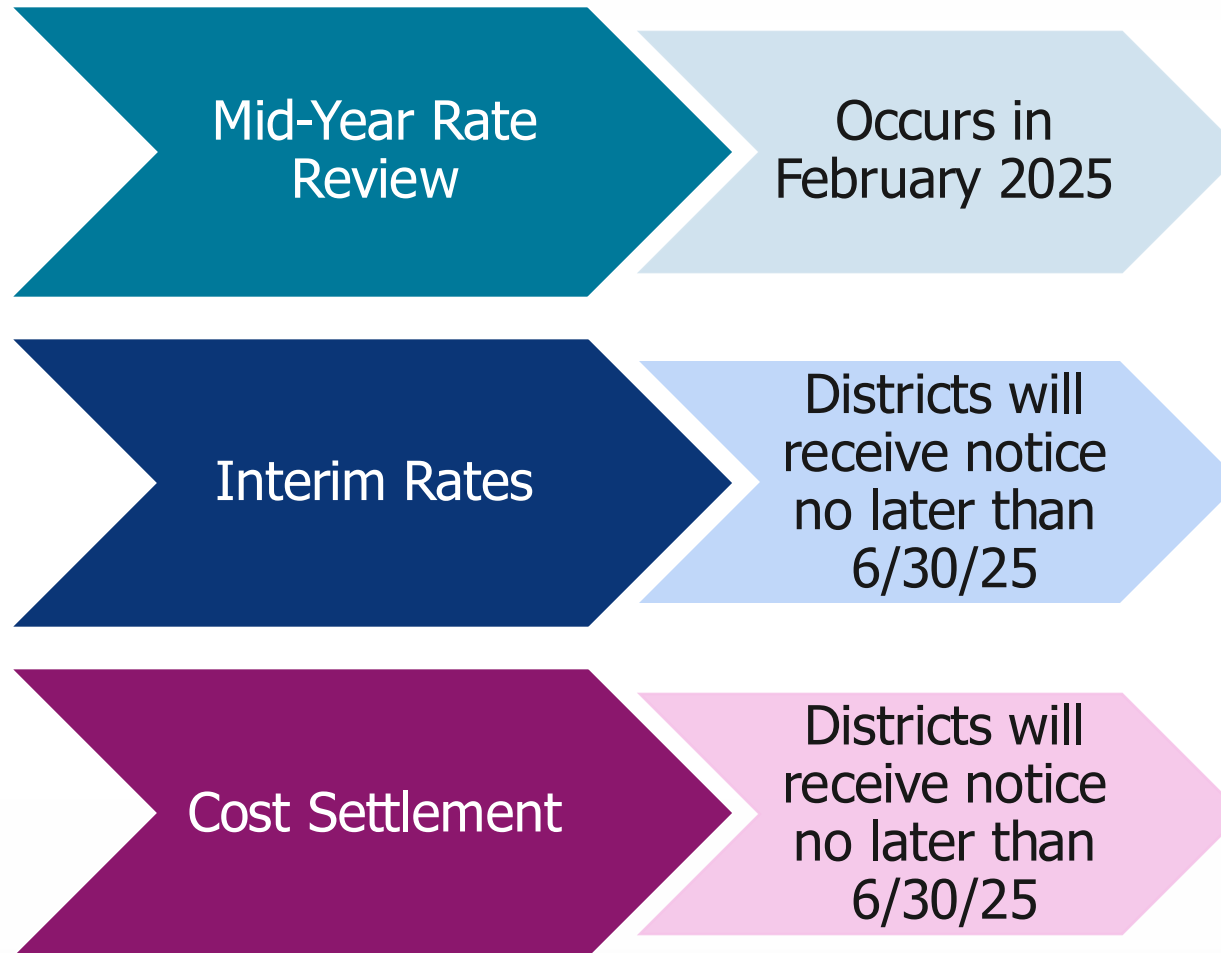 Mid-Year Rate
Review
Occurs in
February 2025
Interim Rates
Districts will
receive notice
no later than
6/30/25
Cost Settlement
Districts will
receive notice
no later than
6/30/25